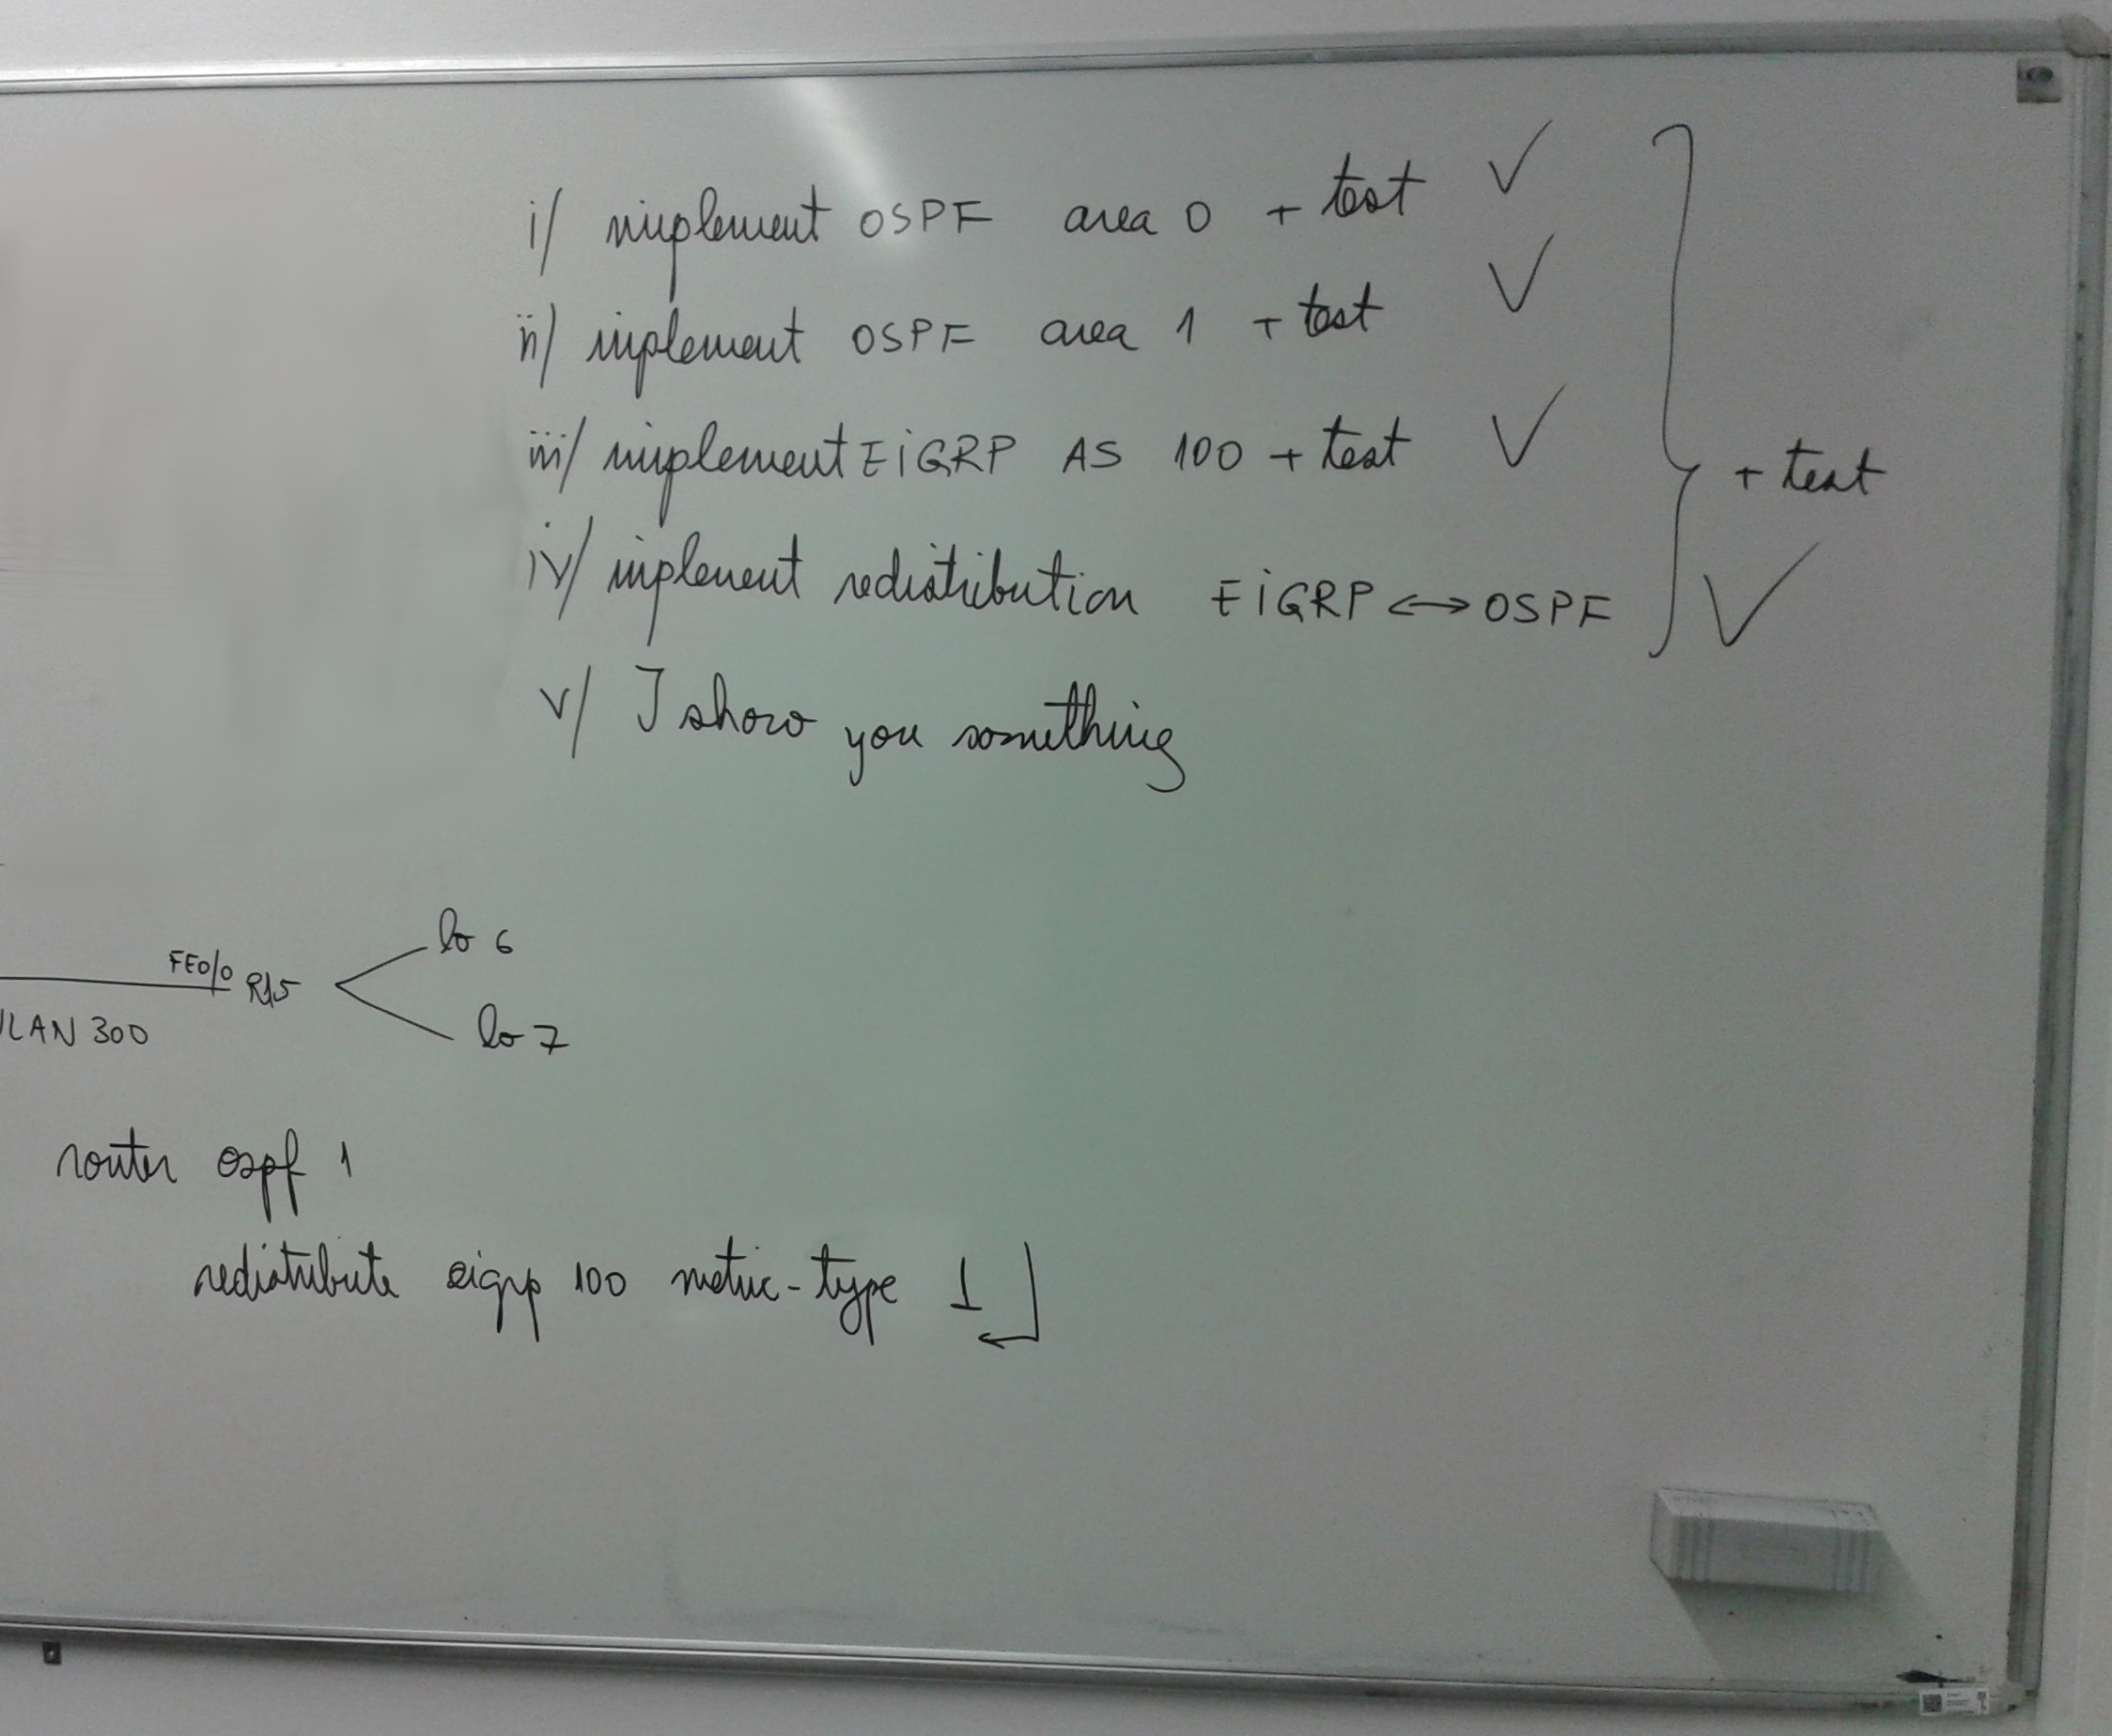 i/ implement OSPF area 0 + test ✓
ii/ implement OSPF area 1 + test ✓
iii/ implement EiGRP AS 100 + test ✓
+ test
iv/ implement redistribution EiGRP <-> OSPF ✓
v/ I show you something
lo 6
FE0/0 R15
lo 7
VLAN 300
router ospf 1
redistribute eigrp 100 metric-type 1